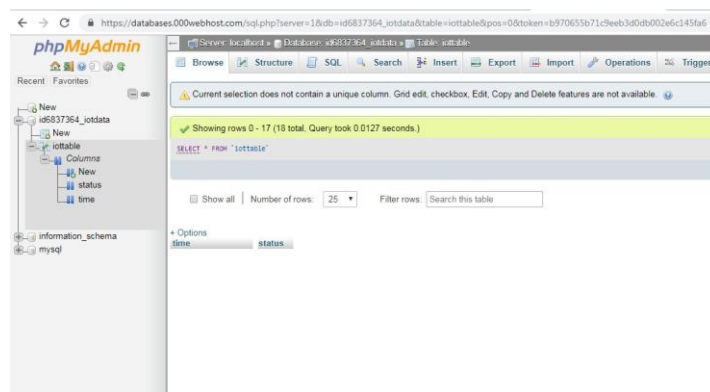 https://databases.000webhost.com/sql.php?server=1&db=id6837364_iotdata&table=iottable&pos=0&token=b970655b71c9eeb3d0db002e6c145fa6
phpMyAdmin
Recent Favorites
New
id6837364_iotdata
New
iottable
Columns
New
status
time
information_schema
mysql
Server: localhost » Database: id6837364_iotdata » Table: iottable
Browse Structure SQL Search Insert Export Import Operations Trigger
Current selection does not contain a unique column. Grid edit, checkbox, Edit, Copy and Delete features are not available.
Showing rows 0 - 17 (18 total, Query took 0.0127 seconds.)
SELECT * FROM `iottable`
Show all Number of rows: 25 Filter rows: Search this table
+ Options
time status